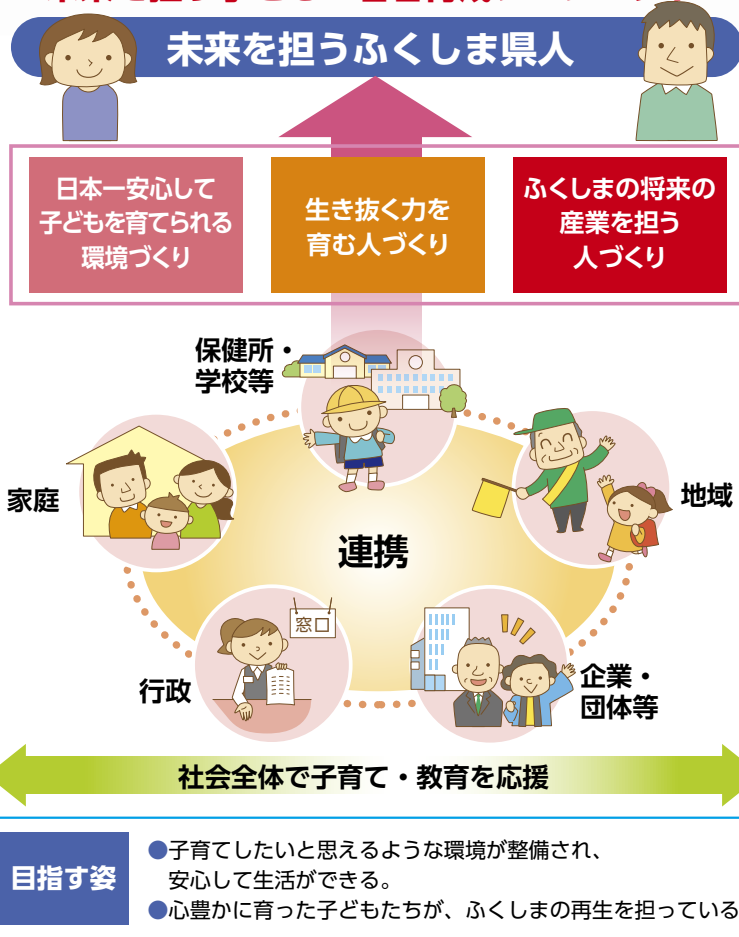 未来を担うふくしま県人
日本一安心して
子どもを育てられる
環境づくり
生き抜く力を
育む人づくり
ふくしまの将来の
産業を担う
人づくり
保健所・
学校等
家庭
地域
連携
窓口
行政
企業・
団体等
社会全体で子育て・教育を応援
目指す姿
●子育てしたいと思えるような環境が整備され、
安心して生活ができる。
●心豊かに育った子どもたちが、ふくしまの再生を担っている